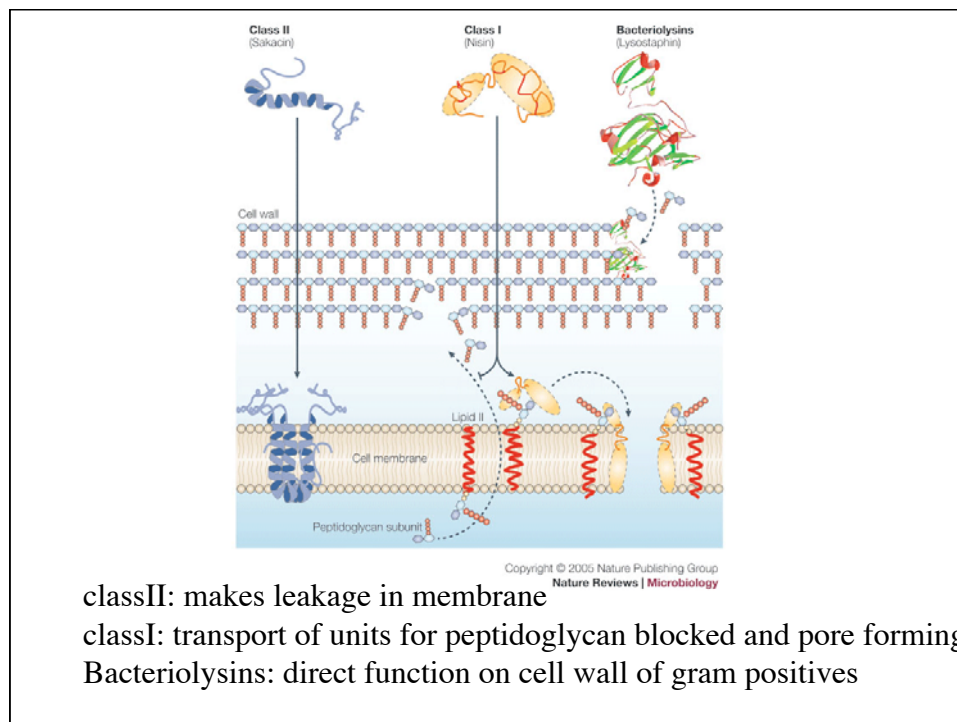 Class II
(Sakacin)
Class I
(Nisin)
Bacteriolysins
(Lysostaphin)
Cell wall
Lipid II
Cell membrane
Peptidoglycan subunit
Copyright © 2005 Nature Publishing Group
Nature Reviews | Microbiology
classII: makes leakage in membrane
classI: transport of units for peptidoglycan blocked and pore forming
Bacteriolysins: direct function on cell wall of gram positives